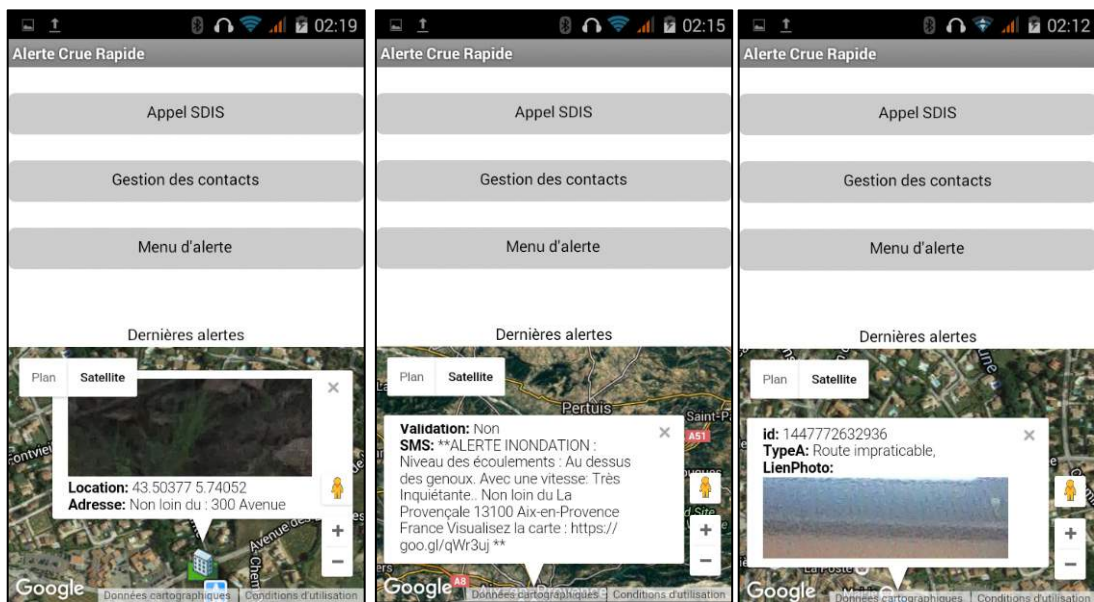 02:19
Alerte Crue Rapide
Appel SDIS
Gestion des contacts
Menu d'alerte
Dernières alertes
Plan
Satellite
Location: 43.50377 5.74052
Adresse: Non loin du : 300 Avenue
Avenue des
Chem
Google
Données cartographiques
Conditions d'utilisation
02:15
Alerte Crue Rapide
Appel SDIS
Gestion des contacts
Menu d'alerte
Dernières alertes
Plan
Satellite
Pertuis
Saint-P
A51
Validation: Non
SMS: **ALERTE INONDATION :
Niveau des écoulements : Au dessus
des genoux. Avec une vitesse: Très
Inquiétante.. Non loin du La
Provençale 13100 Aix-en-Provence
France Visualisez la carte : https://
goo.gl/qWr3uj **
A8
Google
Données cartographiques
Conditions d'utilisation
02:12
Alerte Crue Rapide
Appel SDIS
Gestion des contacts
Menu d'alerte
Dernières alertes
Plan
Satellite
id: 1447772632936
TypeA: Route impraticable,
LienPhoto:
La Poste
Google
Données cartographiques
Conditions d'utilisation